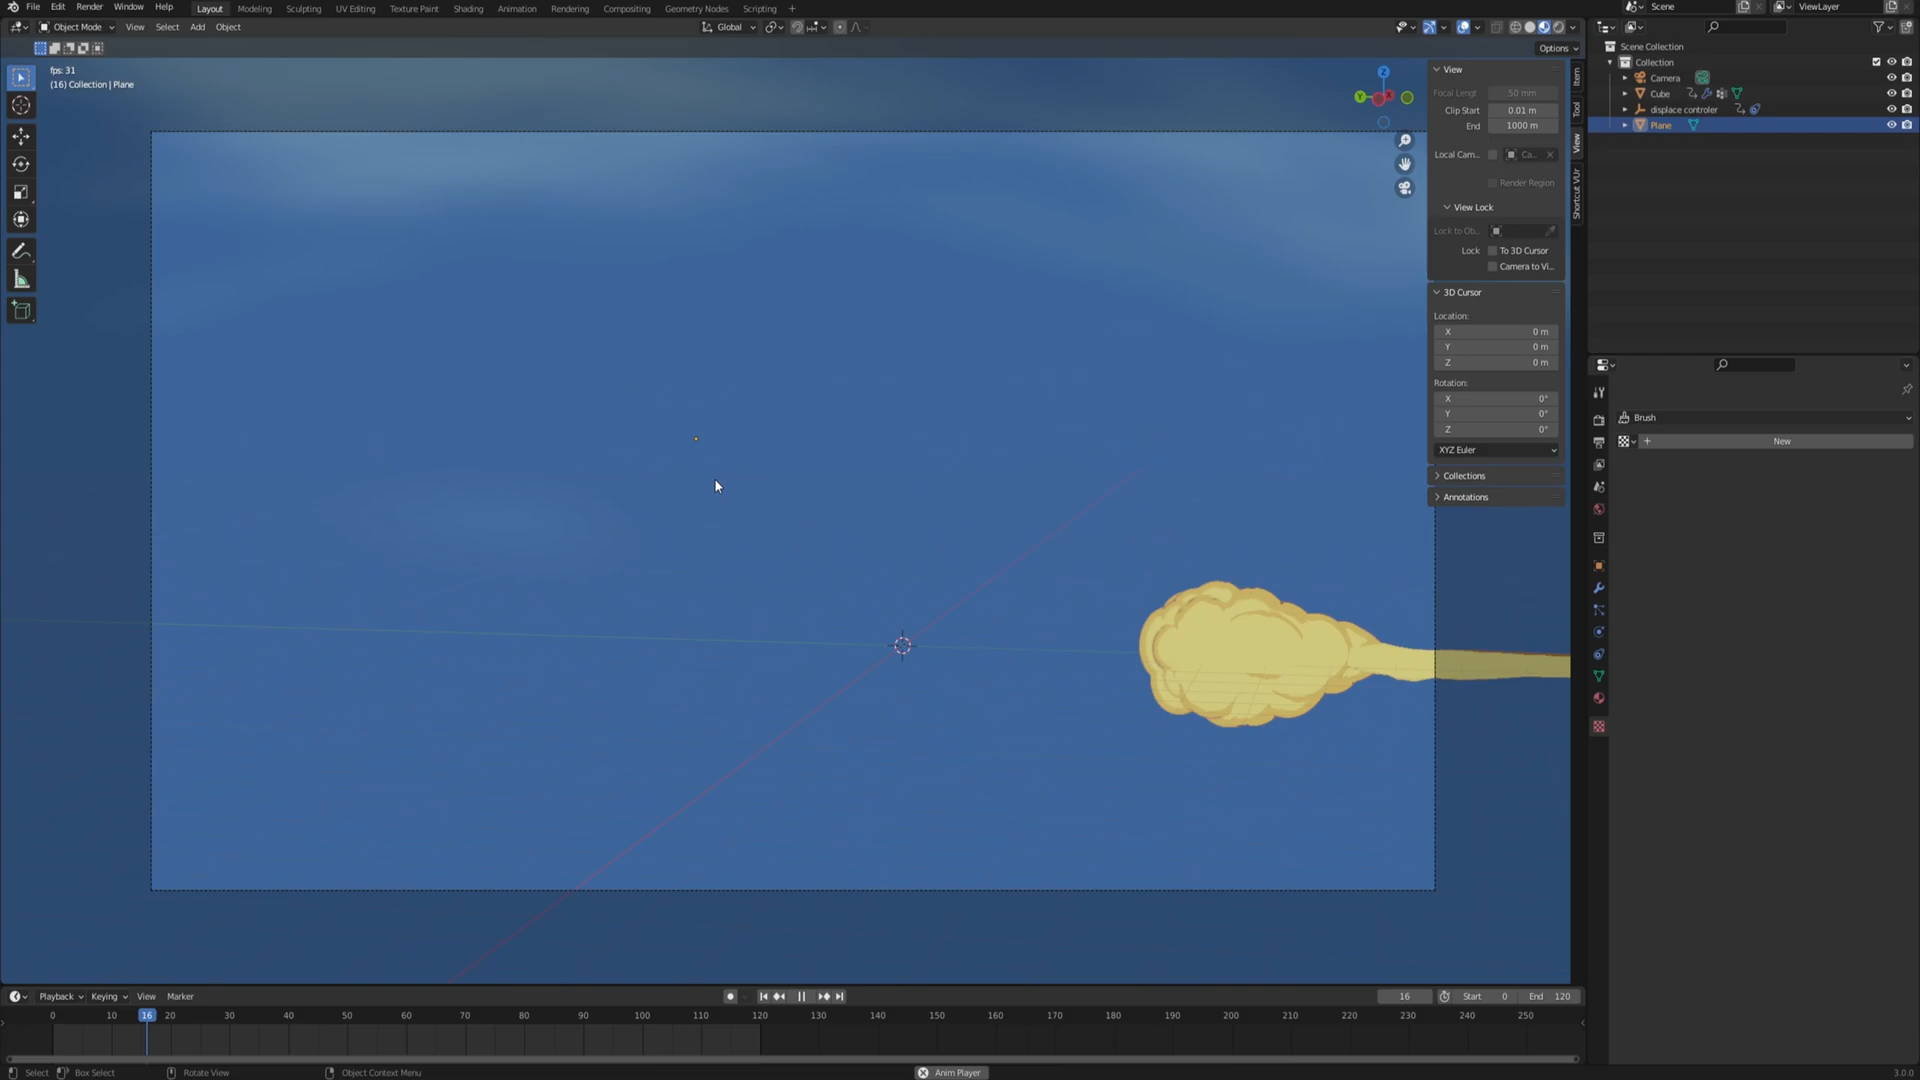 File Edit Render Window Help Layout Modeling Sculpting UV Editing Texture Paint Shading Animation Rendering Compositing Geometry Nodes Scripting + Scene ViewLayer
Object Mode View Select Add Object Global
Options
fps: 31
(16) Collection | Plane
Z
Y
X
View
Focal Lengt 50 mm
Clip Start 0.01 m
End 1000 m
Local Cam... Ca...
Render Region
View Lock
Lock to Ob...
Lock To 3D Cursor
Camera to Vi...
3D Cursor
Location:
X 0 m
Y 0 m
Z 0 m
Rotation:
X 0°
Y 0°
Z 0°
XYZ Euler
Collections
Annotations
Item
Tool
View
Shortcut VUr
Scene Collection
Collection
Camera
Cube
displace controler
Plane
Brush
+ New
Playback Keying View Marker 16 Start 0 End 120
0 10 16 20 30 40 50 60 70 80 90 100 110 120 130 140 150 160 170 180 190 200 210 220 230 240 250
Select Box Select Rotate View Object Context Menu Anim Player 3.0.0